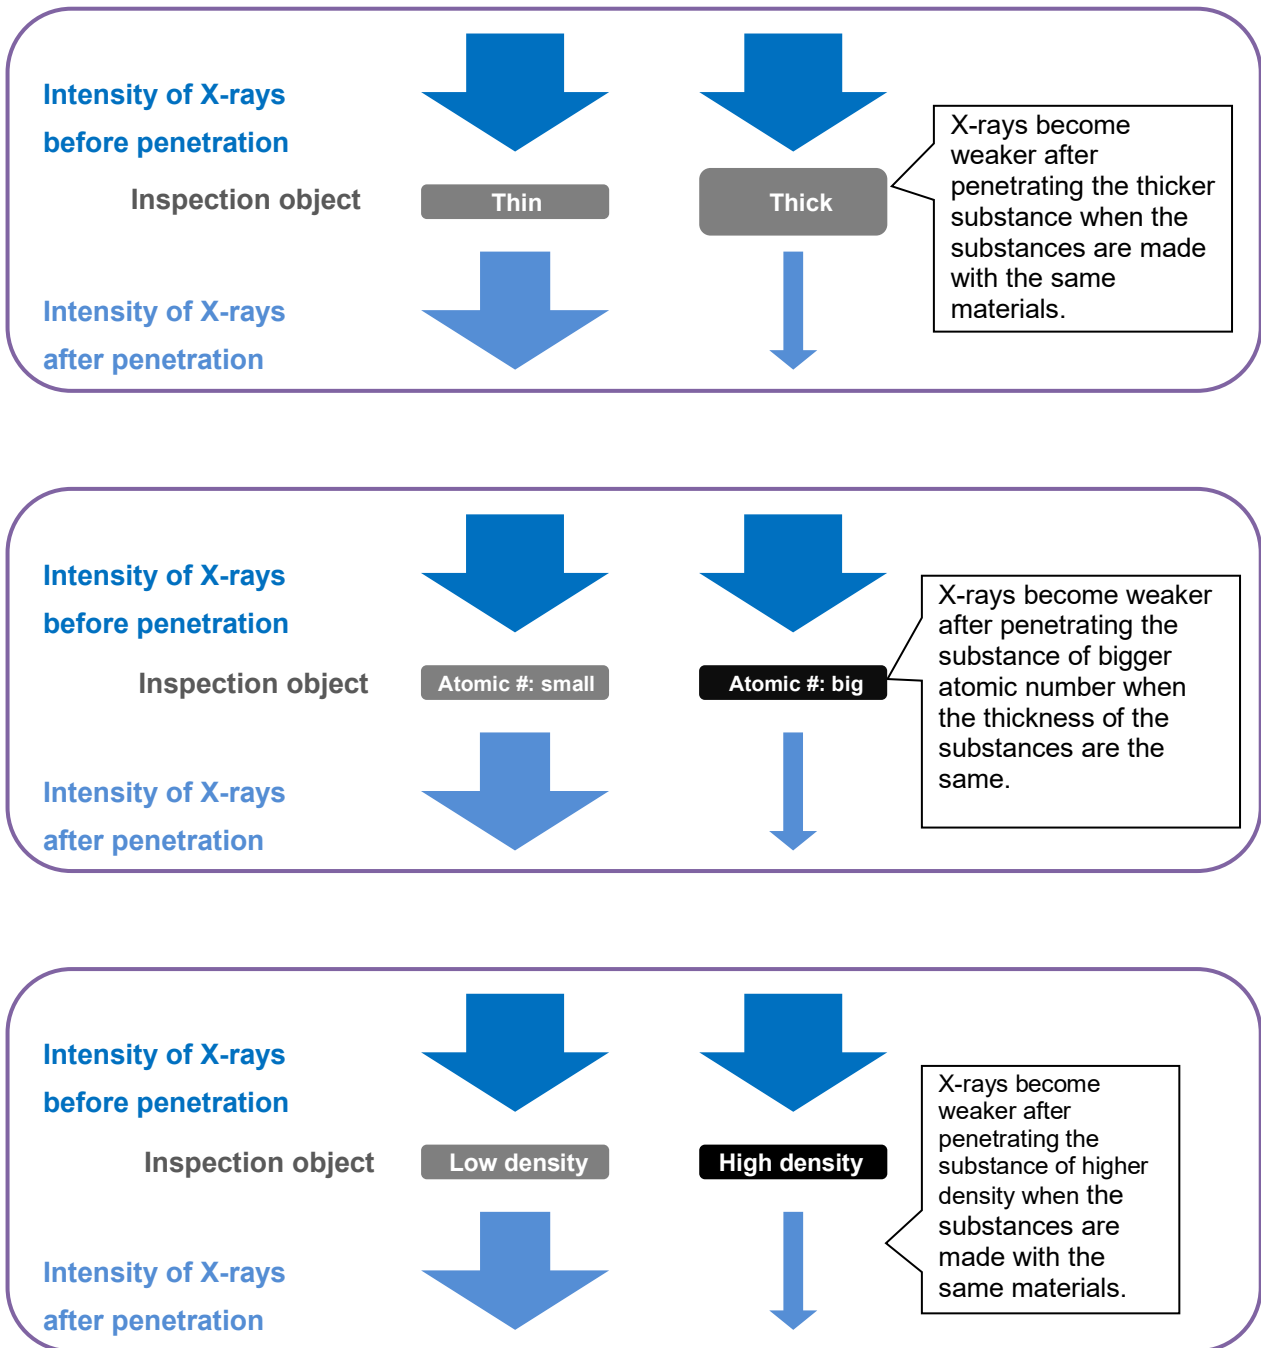 Intensity of X-rays
before penetration
Inspection object
Thin
Thick
Intensity of X-rays
after penetration
X-rays become
weaker after
penetrating the thicker
substance when the
substances are made
with the same
materials.
Intensity of X-rays
before penetration
Inspection object
Atomic #: small
Atomic #: big
Intensity of X-rays
after penetration
X-rays become weaker
after penetrating the
substance of bigger
atomic number when
the thickness of the
substances are the
same.
Intensity of X-rays
before penetration
Inspection object
Low density
High density
Intensity of X-rays
after penetration
X-rays become
weaker after
penetrating the
substance of higher
density when the
substances are
made with the
same materials.